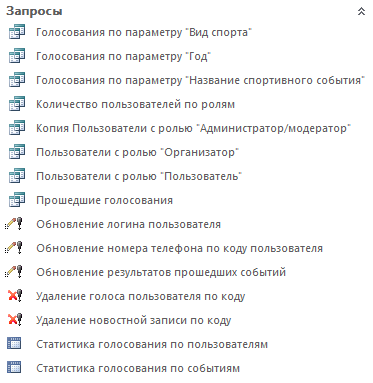 Запросы
Голосования по параметру "Вид спорта"
Голосования по параметру "Год"
Голосования по параметру "Название спортивного события"
Количество пользователей по ролям
Копия Пользователи с ролью "Администратор/модератор"
Пользователи с ролью "Организатор"
Пользователи с ролью "Пользователь"
Прошедшие голосования
Обновление логина пользователя
Обновление номера телефона по коду пользователя
Обновление результатов прошедших событий
Удаление голоса пользователя по коду
Удаление новостной записи по коду
Статистика голосования по пользователям
Статистика голосования по событиям